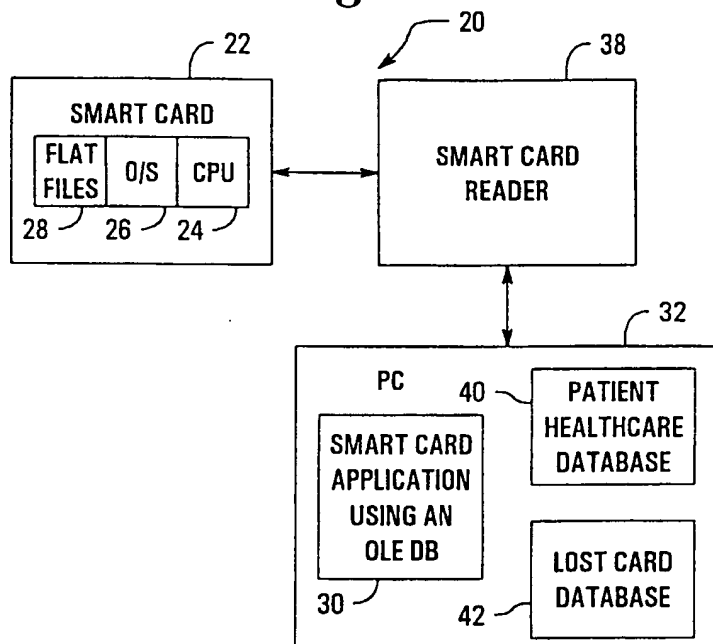 g
20
22
38
SMART CARD
FLAT
FILES
O/S
CPU
28
26
24
SMART CARD
READER
32
PC
SMART CARD
APPLICATION
USING AN
OLE DB
30
40
PATIENT
HEALTHCARE
DATABASE
LOST CARD
DATABASE
42